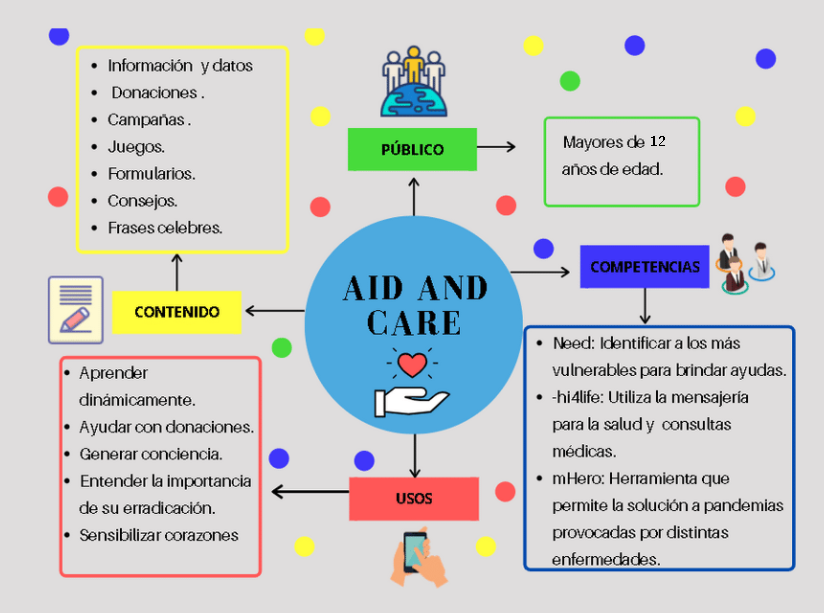 • Información y datos
• Donaciones .
• Campañas .
• Juegos.
• Formularios.
• Consejos.
• Frases celebres.
PÚBLICO
Mayores de 12
años de edad.
AID AND
CARE
CONTENIDO
COMPETENCIAS
• Need: Identificar a los más
vulnerables para brindar ayudas.
• -hi4life: Utiliza la mensajería
para la salud y consultas
médicas.
• mHero: Herramienta que
permite la solución a pandemias
provocadas por distintas
enfermedades.
• Aprender
dinámicamente.
• Ayudar con donaciones.
• Generar conciencia.
• Entender la importancia
de su erradicación.
• Sensibilizar corazones
USOS